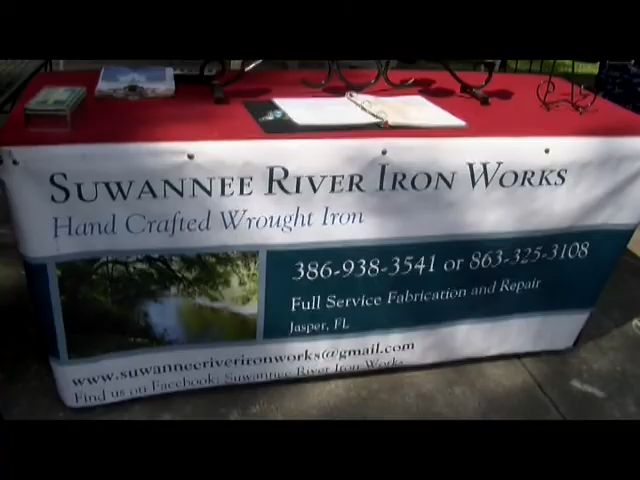 SUWANNEE RIVER IRON WORKS
Hand Crafted Wrought Iron
386-938-3541 or 863-325-3108
Full Service Fabrication and Repair
Jasper, FL
www.suwanneeriverironworks@gmail.com
Find us on Facebook: Suwannee River Iron Works